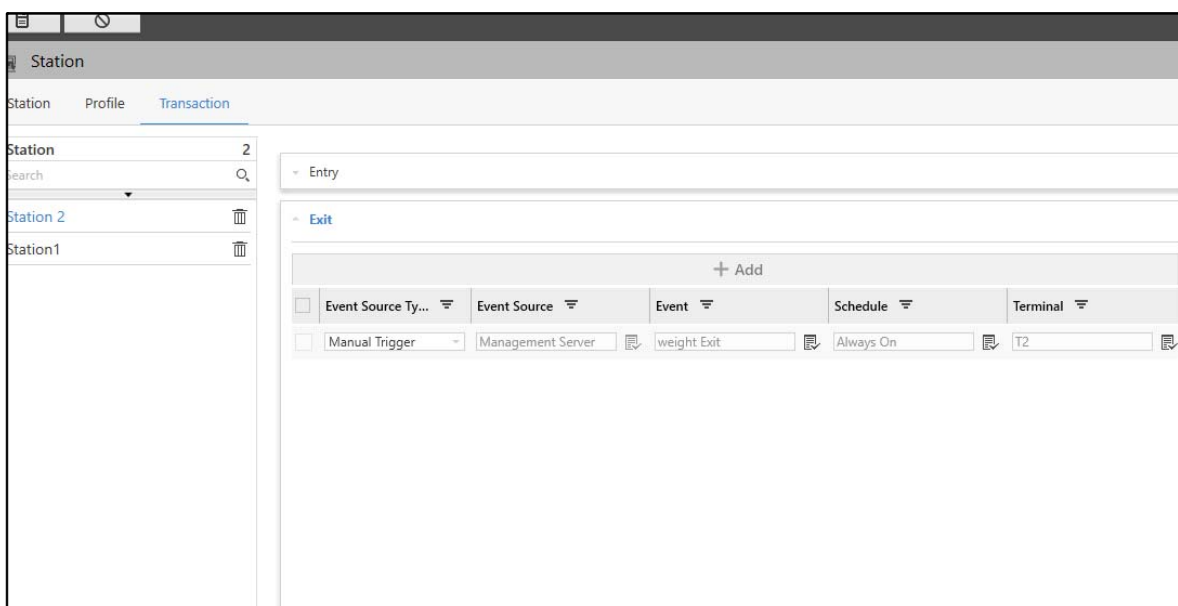 Station
Station Profile Transaction
Station 2
Search
Station 2
Station1
Entry
Exit
+ Add
Event Source Ty... Event Source Event Schedule Terminal
Manual Trigger Management Server weight Exit Always On T2